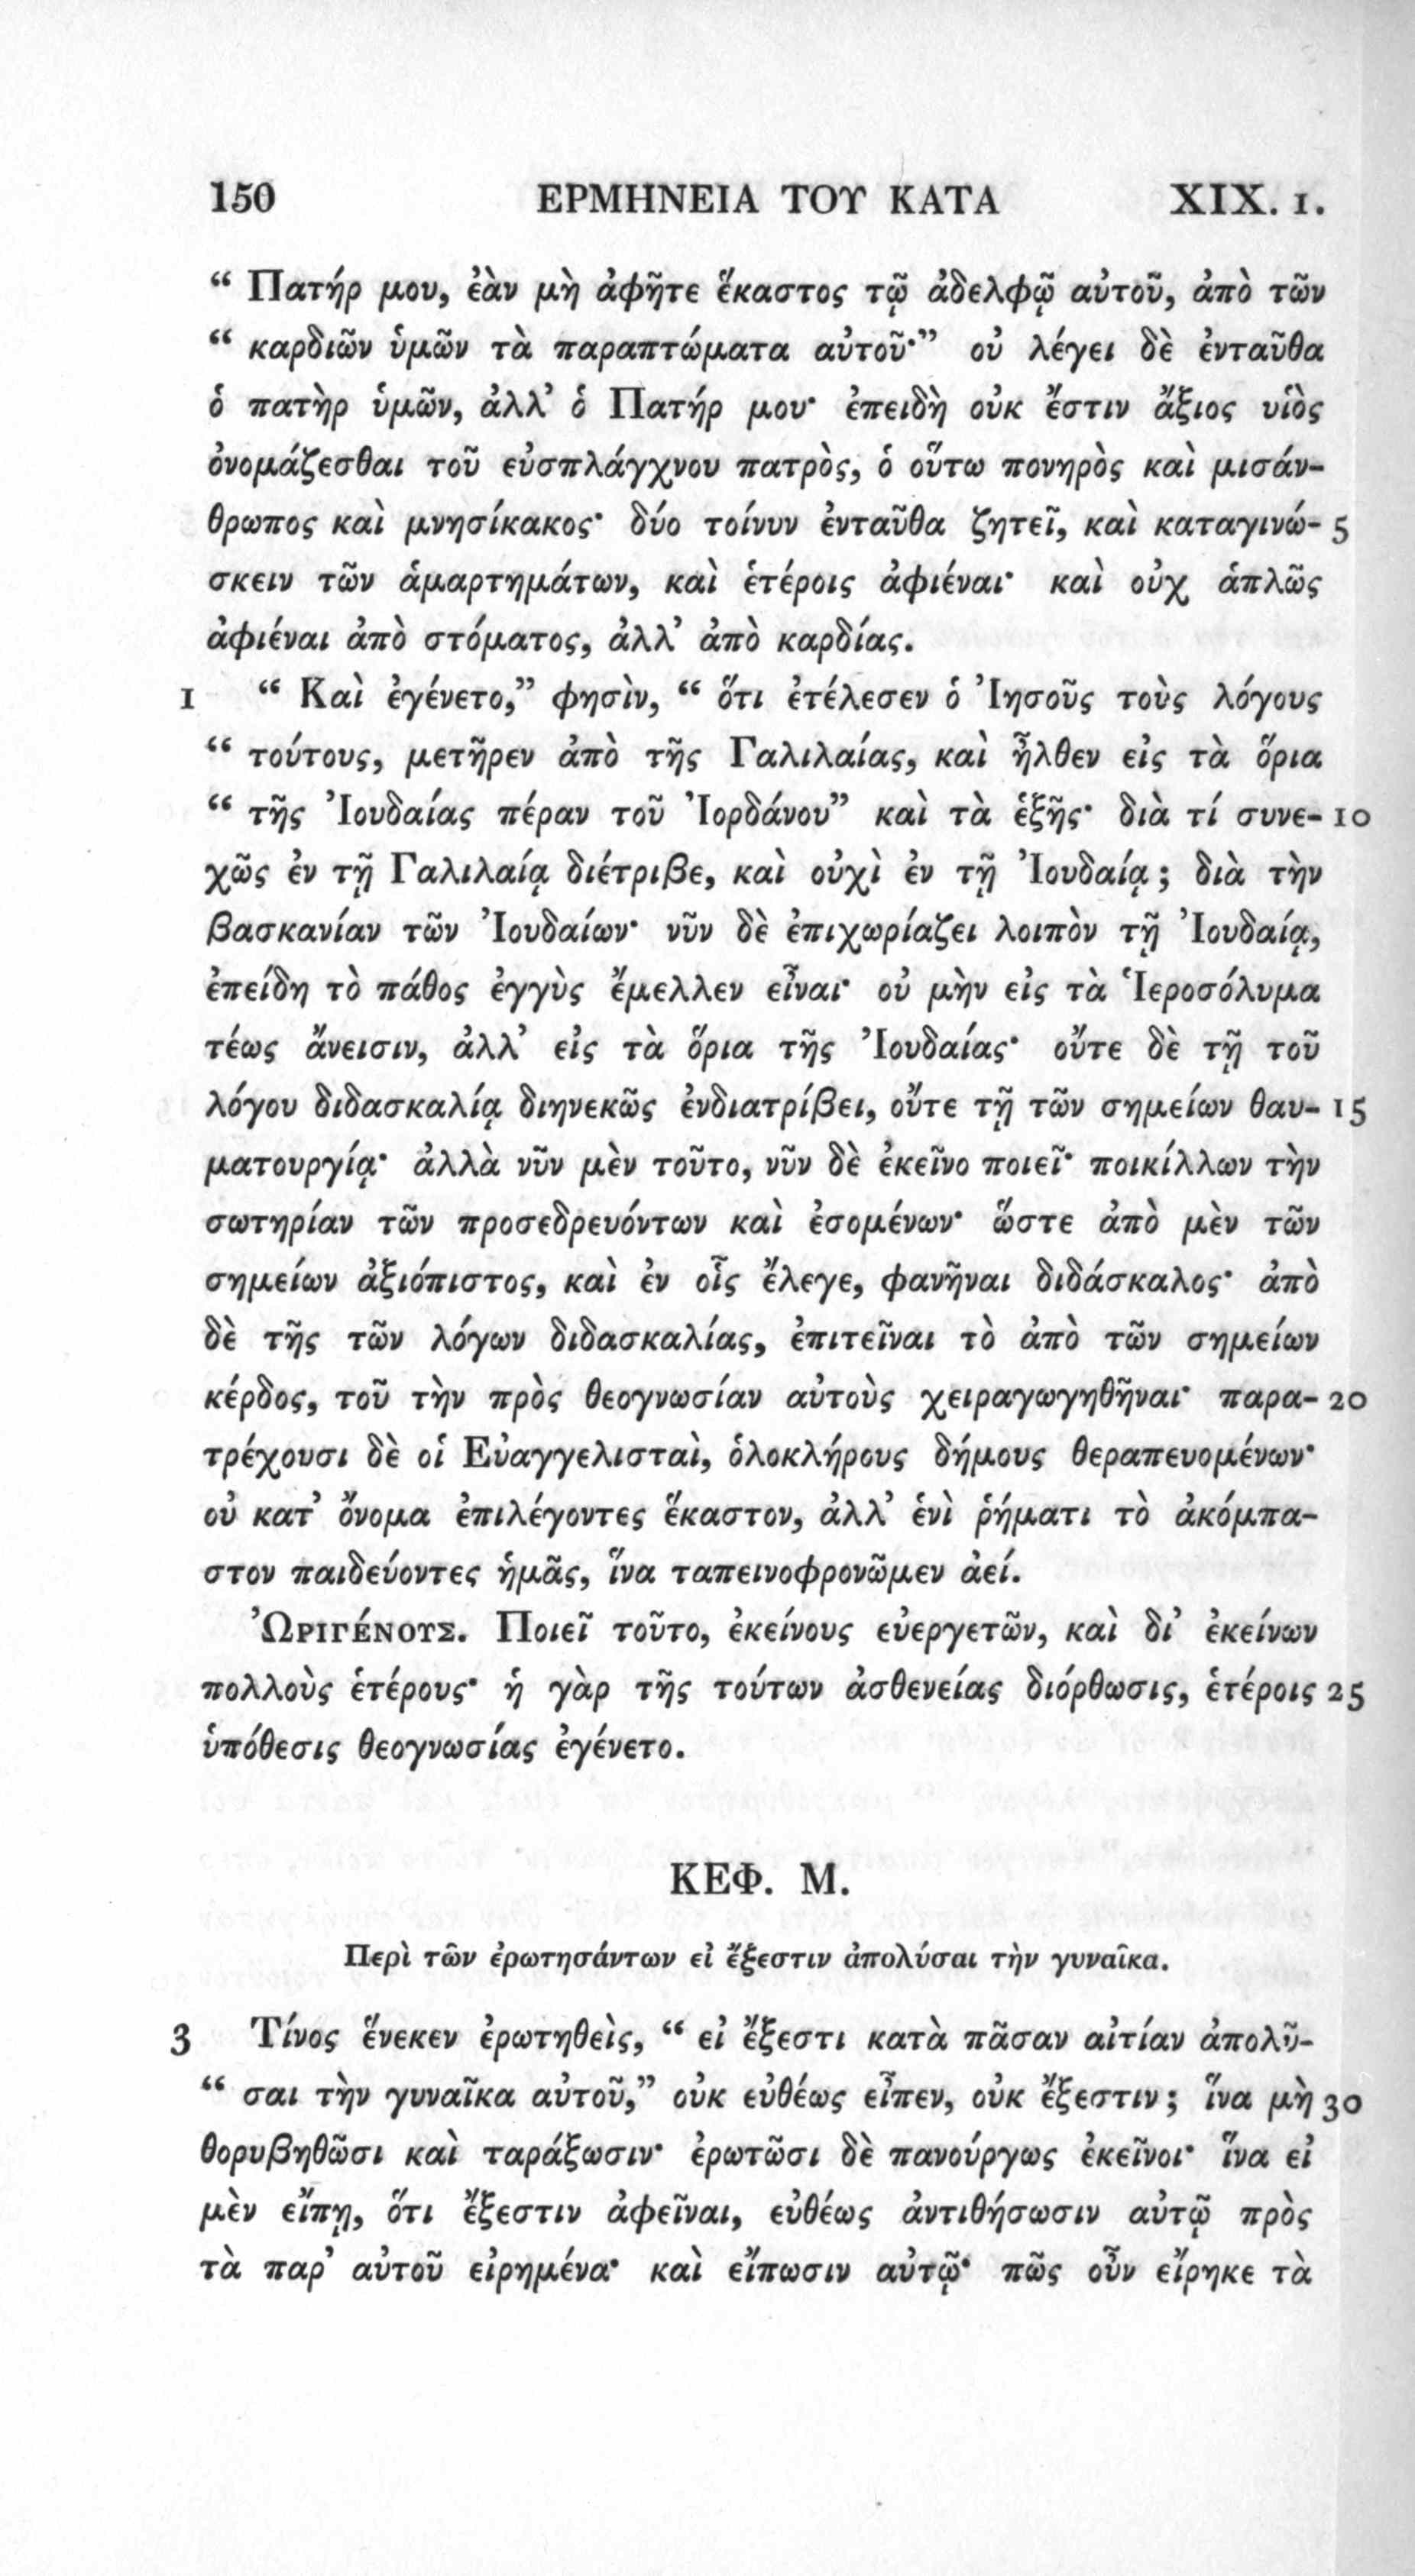 150 ΕΡΜΗΝΕΙΑ ΤΟΥ ΚΑΤΑ XIX. 1.
“ Πατήρ μου, ἐὰν μὴ ἀφῆτε ἕκαστος τῷ ἀδελφῷ αὐτοῦ, ἀπὸ τῶν
“ καρδιῶν ὑμῶν τὰ παραπτώματα αὐτοῦ·” οὐ λέγει δὲ ἐνταῦθα
ὁ πατὴρ ὑμῶν, ἀλλ’ ὁ Πατήρ μου· ἐπειδὴ οὐκ ἔστιν ἄξιος υἱὸς
ὀνομάζεσθαι τοῦ εὐσπλάγχνου πατρὸς, ὁ οὕτω πονηρὸς καὶ μισάν-
θρωπος καὶ μνησίκακος· δύο τοίνυν ἐνταῦθα ζητεῖ, καὶ καταγινώ- 5
σκειν τῶν ἁμαρτημάτων, καὶ ἑτέροις ἀφιέναι· καὶ οὐχ ἁπλῶς
ἀφιέναι ἀπὸ στόματος, ἀλλ’ ἀπὸ καρδίας.
1 “ Καὶ ἐγένετο,” φησὶν, “ ὅτι ἐτέλεσεν ὁ Ἰησοῦς τοὺς λόγους
“ τούτους, μετῆρεν ἀπὸ τῆς Γαλιλαίας, καὶ ἦλθεν εἰς τὰ ὅρια
“ τῆς Ἰουδαίας πέραν τοῦ Ἰορδάνου” καὶ τὰ ἑξῆς· διὰ τί συνε- 10
χῶς ἐν τῇ Γαλιλαίᾳ διέτριβε, καὶ οὐχὶ ἐν τῇ Ἰουδαίᾳ; διὰ τὴν
βασκανίαν τῶν Ἰουδαίων· νῦν δὲ ἐπιχωρίαζει λοιπὸν τῇ Ἰουδαίᾳ,
ἐπείδη τὸ πάθος ἐγγὺς ἔμελλεν εἶναι· οὐ μὴν εἰς τὰ Ἱεροσόλυμα
τέως ἄνεισιν, ἀλλ’ εἰς τὰ ὅρια τῆς Ἰουδαίας· οὔτε δὲ τῇ τοῦ
λόγου διδασκαλίᾳ διηνεκῶς ἐνδιατρίβει, οὔτε τῇ τῶν σημείων θαυ- 15
ματουργίᾳ· ἀλλὰ νῦν μὲν τοῦτο, νῦν δὲ ἐκεῖνο ποιεῖ· ποικίλλων τὴν
σωτηρίαν τῶν προσεδρευόντων καὶ ἐσομένων· ὥστε ἀπὸ μὲν τῶν
σημείων ἀξιόπιστος, καὶ ἐν οἷς ἔλεγε, φανῆναι διδάσκαλος· ἀπὸ
δὲ τῆς τῶν λόγων διδασκαλίας, ἐπιτεῖναι τὸ ἀπὸ τῶν σημείων
κέρδος, τοῦ τὴν πρὸς θεογνωσίαν αὐτοὺς χειραγωγηθῆναι· παρα- 20
τρέχουσι δὲ οἱ Εὐαγγελισταὶ, ὁλοκλήρους δήμους θεραπευομένων·
οὐ κατ’ ὄνομα ἐπιλέγοντες ἕκαστον, ἀλλ’ ἑνὶ ῥήματι τὸ ἀκόμπα-
στον παιδεύοντες ἡμᾶς, ἵνα ταπεινοφρονῶμεν ἀεί.
ὨΡΙΓΈΝΟΥΣ. Ποιεῖ τοῦτο, ἐκείνους εὐεργετῶν, καὶ δι’ ἐκείνων
πολλοὺς ἑτέρους· ἡ γὰρ τῆς τούτων ἀσθενείας διόρθωσις, ἑτέροις 25
ὑπόθεσις θεογνωσίας ἐγένετο.
ΚΕΦ. Μ.
Περὶ τῶν ἐρωτησάντων εἰ ἔξεστιν ἀπολύσαι τὴν γυναῖκα.
3 Τίνος ἕνεκεν ἐρωτηθεὶς, “ εἰ ἔξεστι κατὰ πᾶσαν αἰτίαν ἀπολῦ-
“ σαι τὴν γυναῖκα αὐτοῦ,” οὐκ εὐθέως εἶπεν, οὐκ ἔξεστιν; ἵνα μὴ 30
θορυβηθῶσι καὶ ταράξωσιν· ἐρωτῶσι δὲ πανούργως ἐκεῖνοι· ἵνα εἰ
μὲν εἴπῃ, ὅτι ἔξεστιν ἀφεῖναι, εὐθέως ἀντιθήσωσιν αὐτῷ πρὸς
τὰ παρ’ αὐτοῦ εἰρημένα· καὶ εἴπωσιν αὐτῷ· πῶς οὖν εἴρηκε τὰ